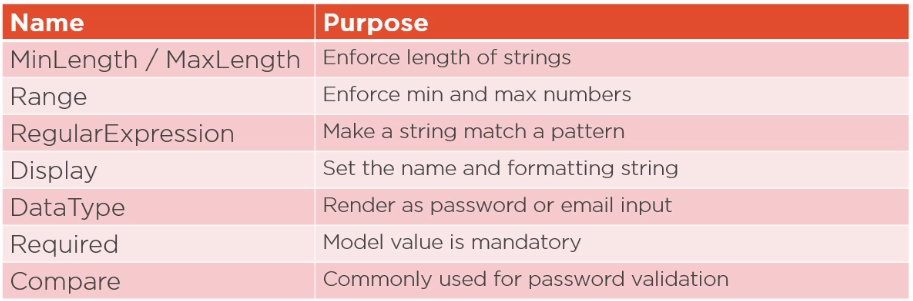 Name Purpose
MinLength / MaxLength Enforce length of strings
Range Enforce min and max numbers
RegularExpression Make a string match a pattern
Display Set the name and formatting string
DataType Render as password or email input
Required Model value is mandatory
Compare Commonly used for password validation